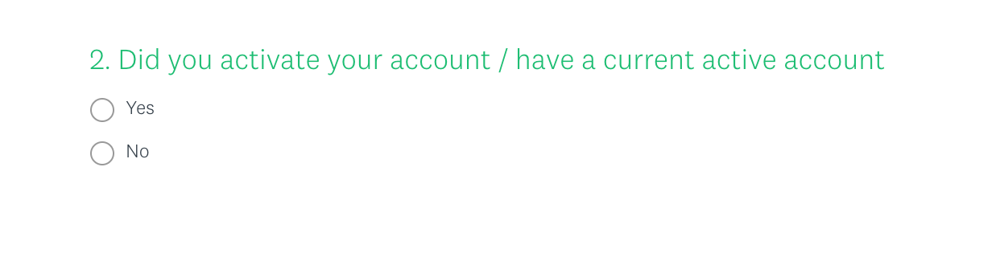 2. Did you activate your account / have a current active account
Yes
No